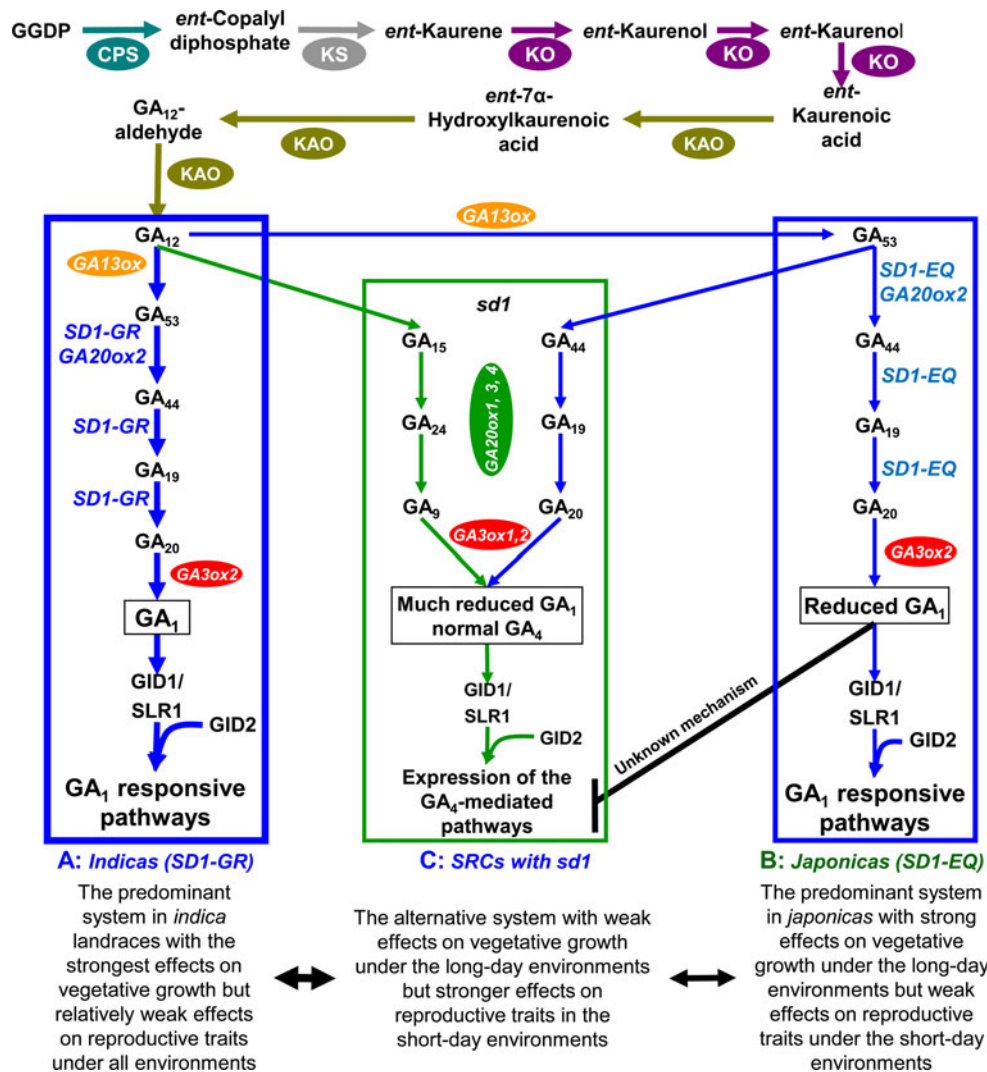 GGDP
CPS
ent-Copalyl
diphosphate
KS
ent-Kaurene
KO
ent-Kaurenol
KO
ent-Kaurenol
KO
ent-
Kaurenoic
acid
KAO
ent-7α-
Hydroxylkaurenoic
acid
KAO
GA12-
aldehyde
KAO
GA12
GA13ox
GA53
SD1-GR
GA20ox2
GA44
SD1-GR
GA19
SD1-GR
GA20
GA3ox2
GA1
GID1/
SLR1
GID2
GA1 responsive
pathways
A: Indicas (SD1-GR)
The predominant
system in indica
landraces with the
strongest effects on
vegetative growth but
relatively weak effects
on reproductive traits
under all environments
GA13ox
sd1
GA15
GA44
GA20ox1, 3, 4
GA24
GA19
GA9
GA20
GA3ox1,2
Much reduced GA1
normal GA4
GID1/
SLR1
GID2
Expression of the
GA4-mediated
pathways
Unknown mechanism
C: SRCs with sd1
The alternative system with weak
effects on vegetative growth
under the long-day environments
but stronger effects on
reproductive traits in the
short-day environments
GA53
SD1-EQ
GA20ox2
GA44
SD1-EQ
GA19
SD1-EQ
GA20
GA3ox2
Reduced GA1
GID1/
SLR1
GID2
GA1 responsive
pathways
B: Japonicas (SD1-EQ)
The predominant system
in japonicas with strong
effects on vegetative
growth under the long-day
environments but weak
effects on reproductive
traits under the short-day
environments